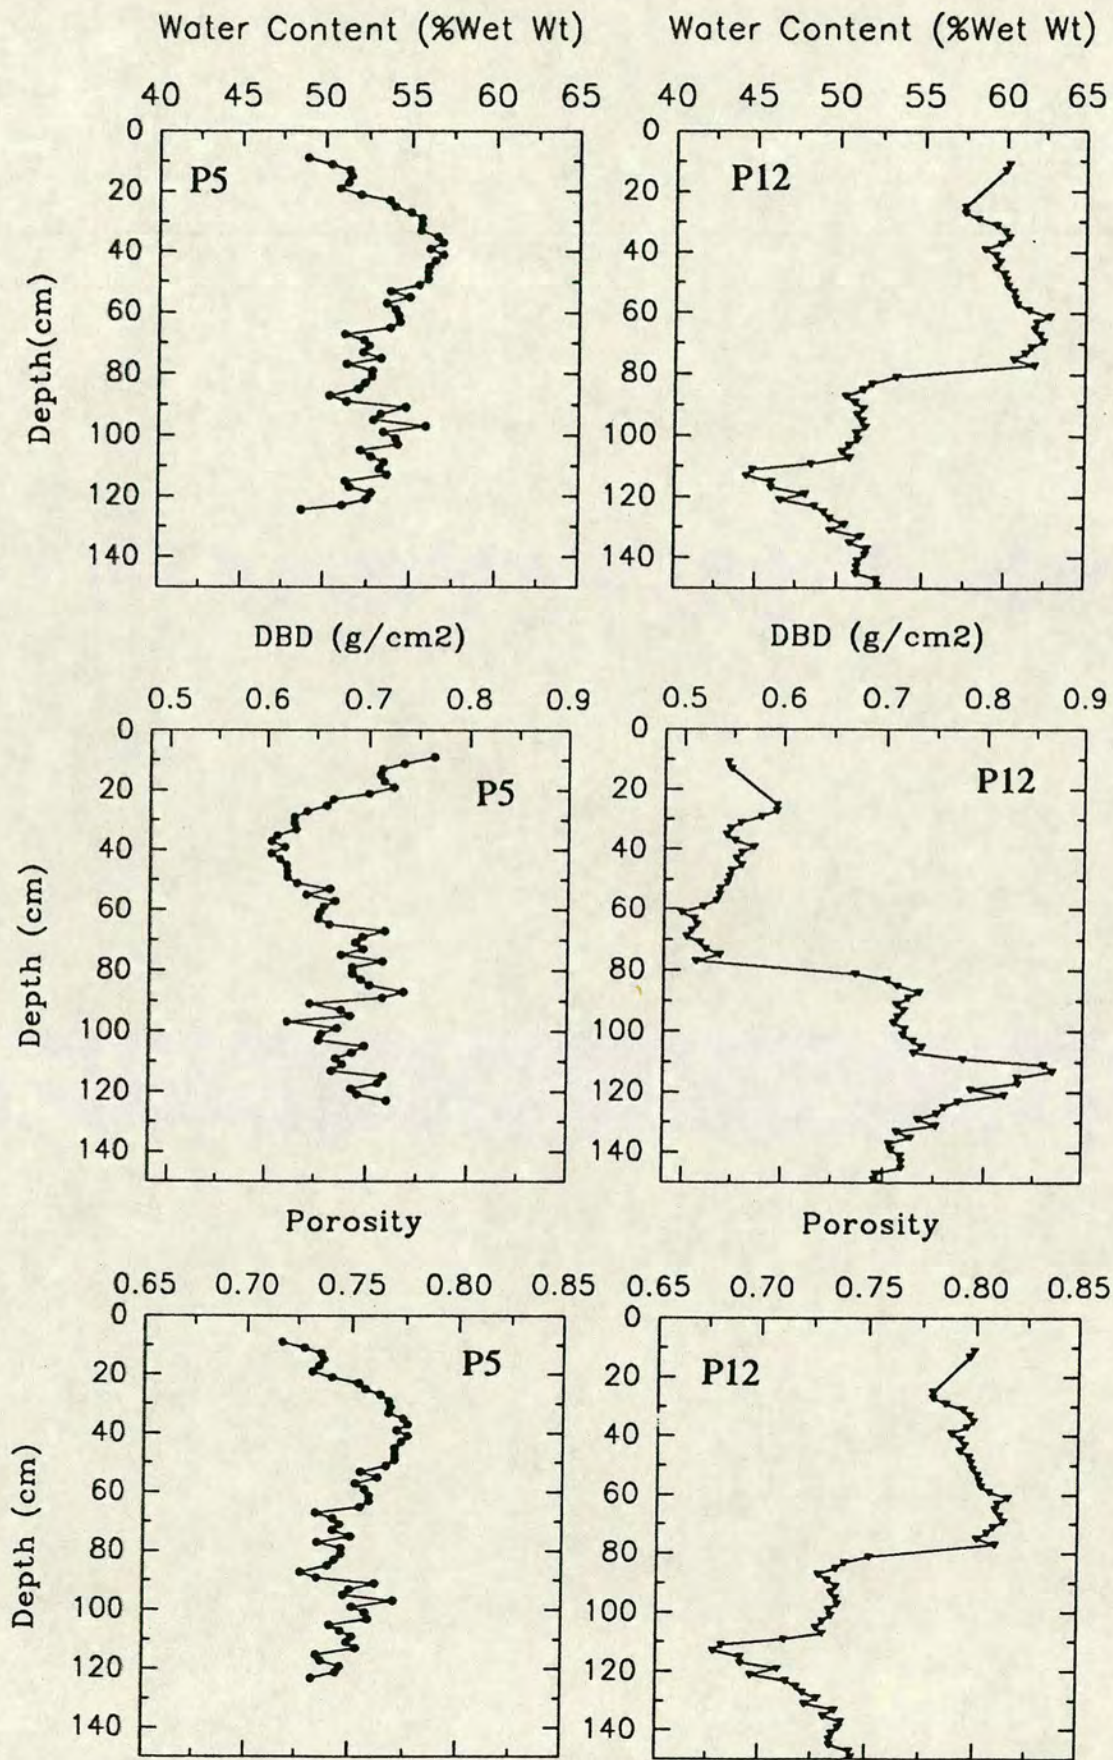 Water Content (%Wet Wt) Water Content (%Wet Wt)
40 45 50 55 60 65 40 45 50 55 60 65
0 0
P5 P12
20 20
40 40
60 60
Depth(cm)
80 80
100 100
120 120
140 140
DBD (g/cm2) DBD (g/cm2)
0.5 0.6 0.7 0.8 0.9 0.5 0.6 0.7 0.8 0.9
0 0
P5 P12
20 20
40 40
60 60
Depth (cm)
80 80
100 100
120 120
140 140
Porosity Porosity
0.65 0.70 0.75 0.80 0.85 0.65 0.70 0.75 0.80 0.85
0 0
P5 P12
20 20
40 40
60 60
Depth (cm)
80 80
100 100
120 120
140 140